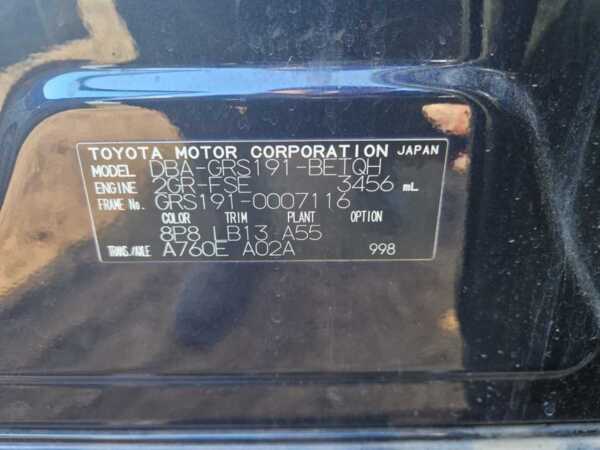 TOYOTA MOTOR CORPORATION JAPAN
MODEL DBA-GRS191-BETQH
ENGINE 2GR-FSE 3456 mL
FRAME No. GRS191-0007116
COLOR TRIM PLANT OPTION
8P8 LB13 A55
TRANS./AXLE A760E A02A 998